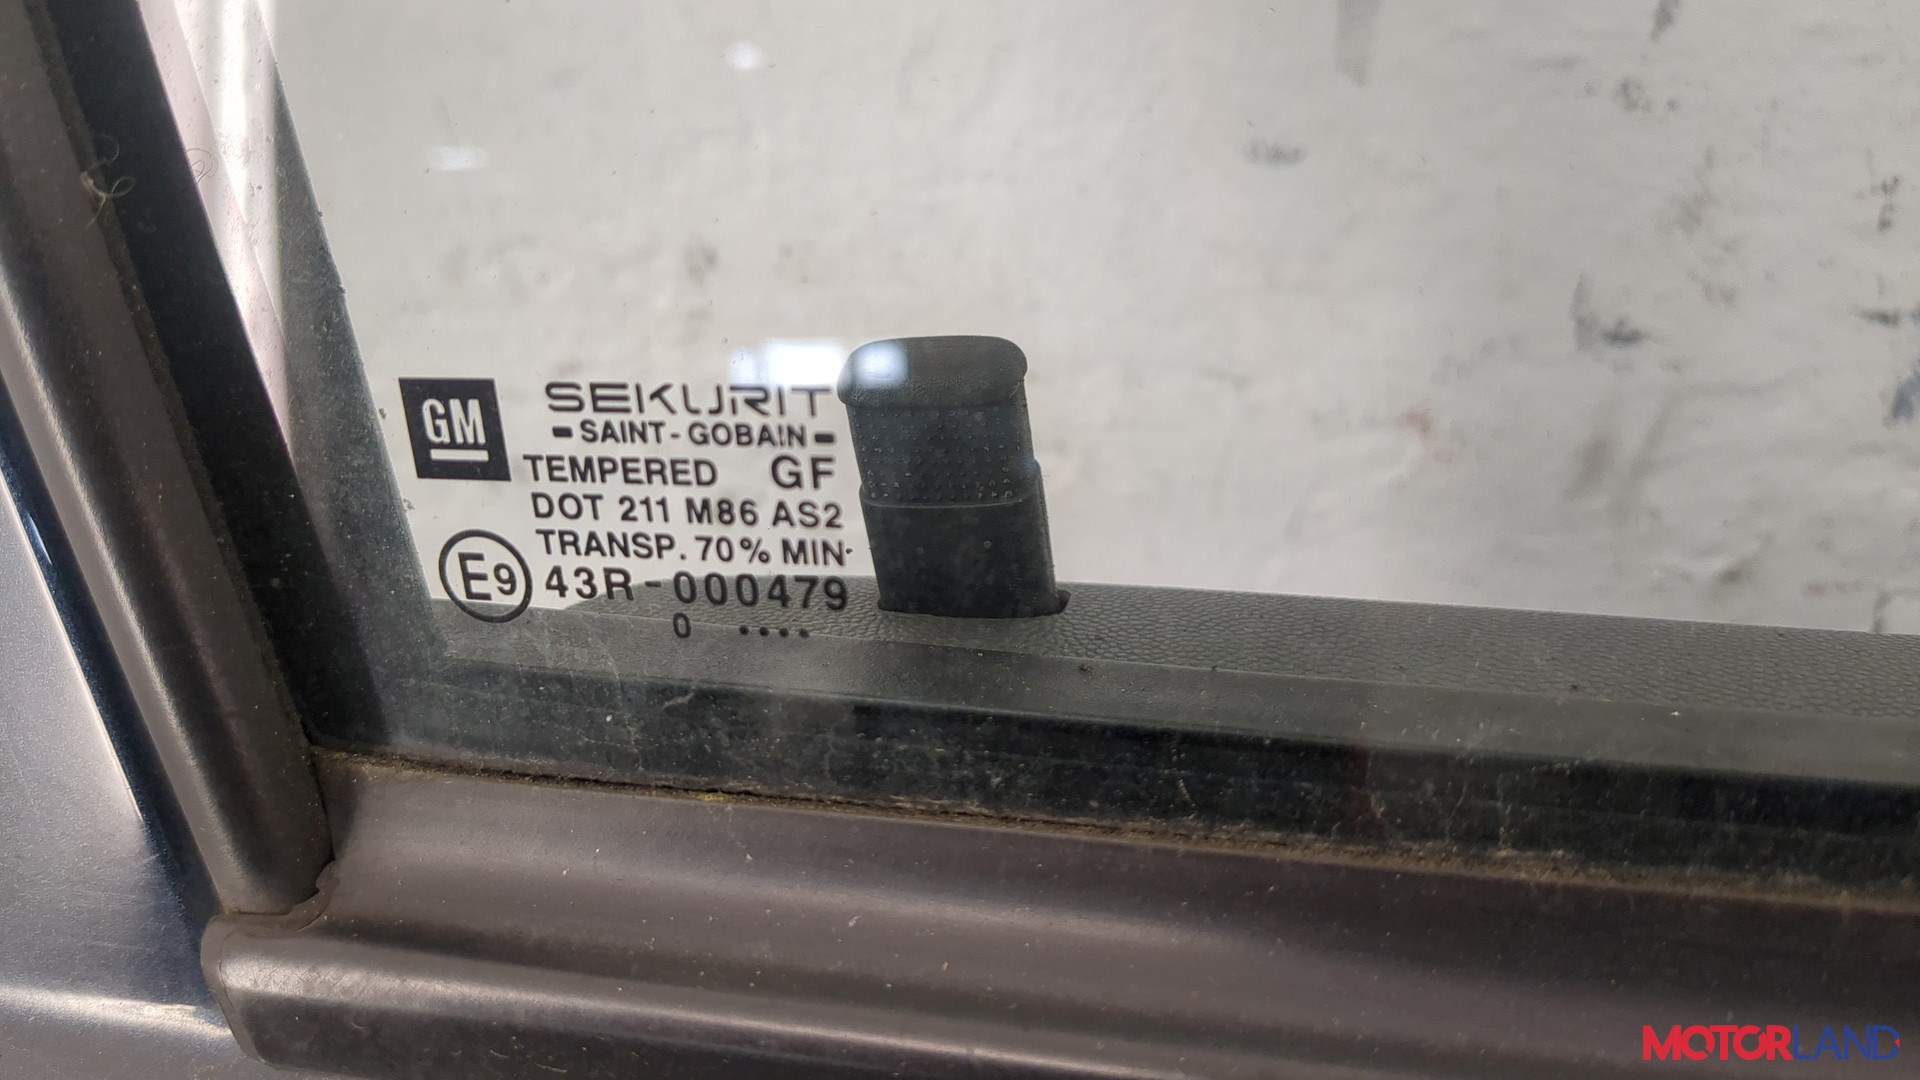 GM
SEKURIT
SAINT-GOBAIN
TEMPERED GF
DOT 211 M86 AS2
TRANSP. 70% MIN.
E9 43R-000479
0 ....
MOTORLAND